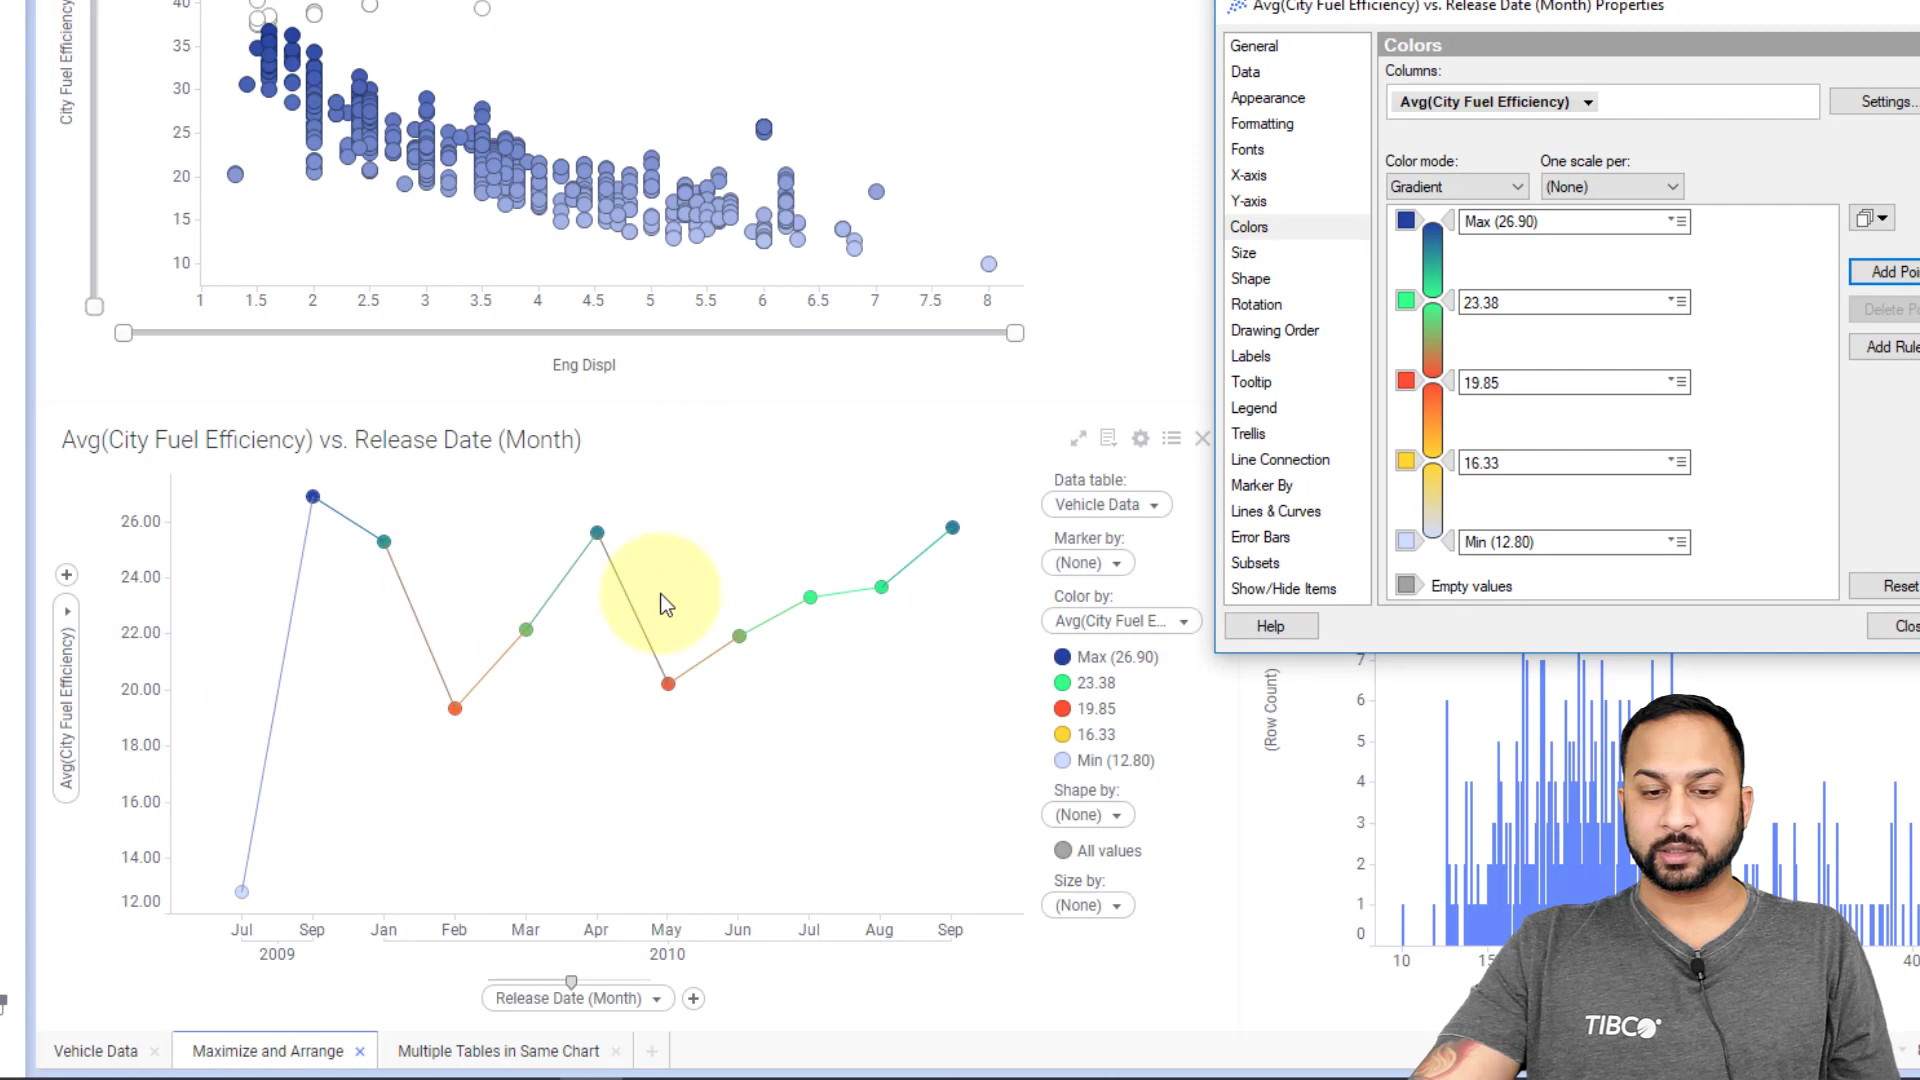 40
35
30
25
20
15
10
City Fuel Efficiency
1 1.5 2 2.5 3 3.5 4 4.5 5 5.5 6 6.5 7 7.5 8
Eng Displ
Avg(City Fuel Efficiency) vs. Release Date (Month)
26.00
24.00
22.00
20.00
18.00
16.00
14.00
12.00
Avg(City Fuel Efficiency)
Jul Sep Jan Feb Mar Apr May Jun Jul Aug Sep
2009 2010
Release Date (Month)
Data table:
Vehicle Data
Marker by:
(None)
Color by:
Avg(City Fuel E...
Max (26.90)
23.38
19.85
16.33
Min (12.80)
Shape by:
(None)
All values
Size by:
(None)
Avg(City Fuel Efficiency) vs. Release Date (Month) Properties
General
Data
Appearance
Formatting
Fonts
X-axis
Y-axis
Colors
Size
Shape
Rotation
Drawing Order
Labels
Tooltip
Legend
Trellis
Line Connection
Marker By
Lines & Curves
Error Bars
Subsets
Show/Hide Items
Colors
Columns:
Avg(City Fuel Efficiency)
Settings...
Color mode:
One scale per:
Gradient
(None)
Max (26.90)
23.38
19.85
16.33
Min (12.80)
Empty values
Add Poi
Delete Po
Add Rule
Reset
Help
Clos
7
6
5
4
3
2
1
0
(Row Count)
10 15 40
TIBCO
Vehicle Data
Maximize and Arrange
Multiple Tables in Same Chart